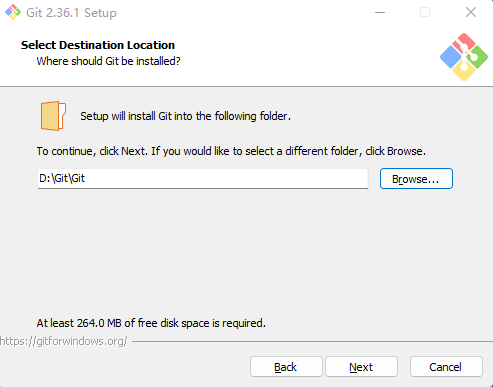 Git 2.36.1 Setup
Select Destination Location
Where should Git be installed?
Setup will install Git into the following folder.
To continue, click Next. If you would like to select a different folder, click Browse.
D:\Git\Git
Browse...
At least 264.0 MB of free disk space is required.
https://gitforwindows.org/
Back
Next
Cancel